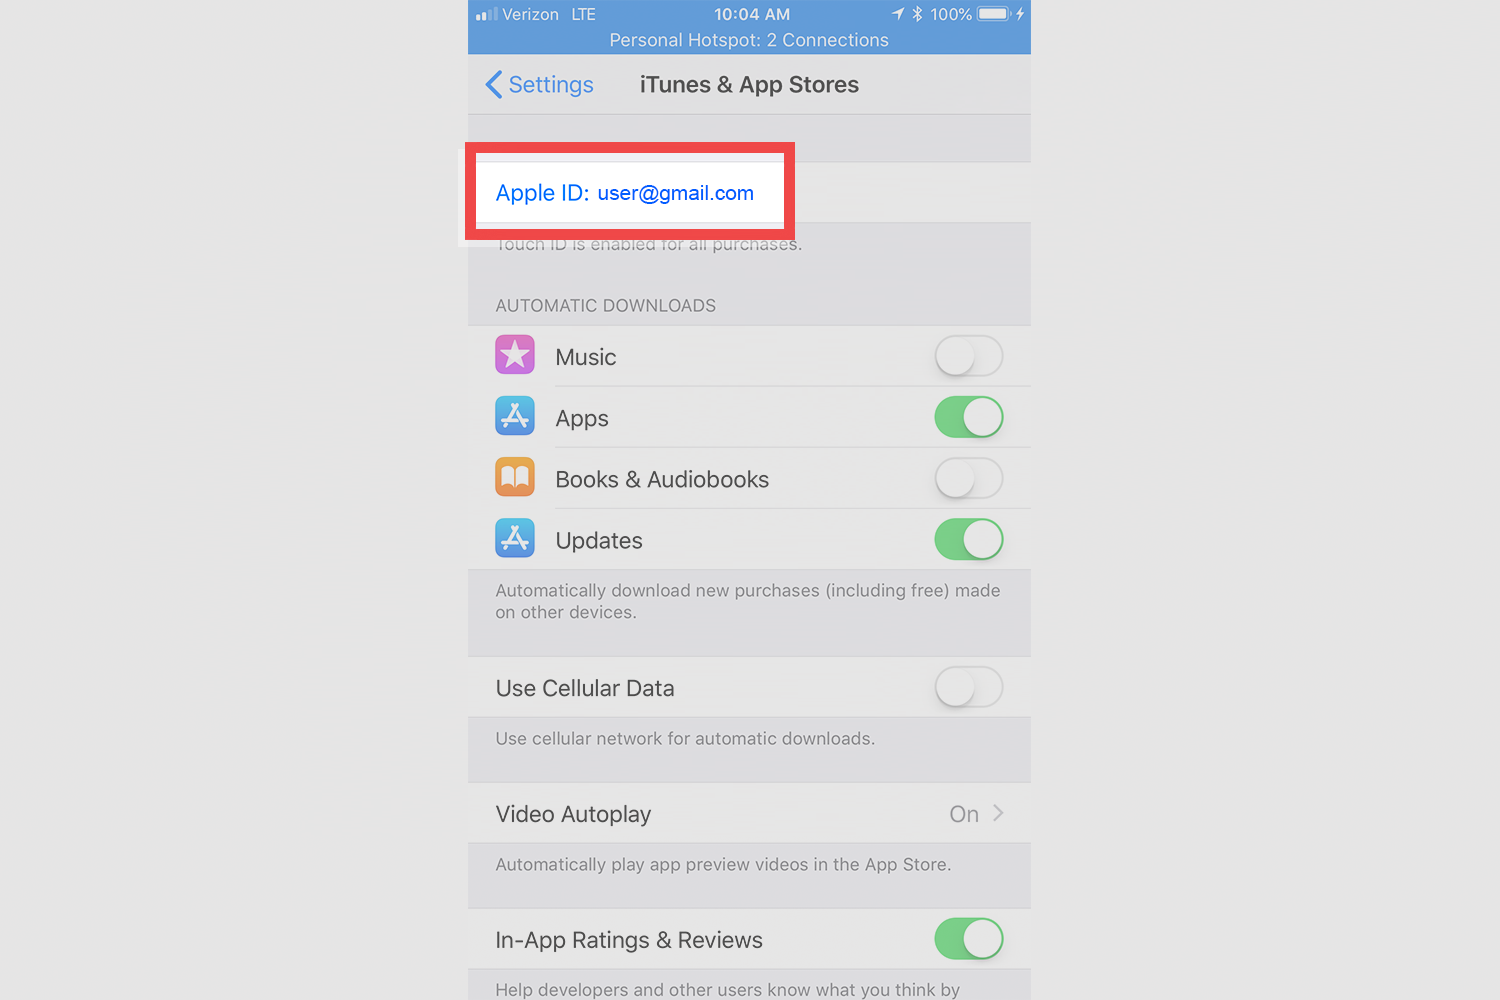 Verizon LTE 10:04 AM 100%
Personal Hotspot: 2 Connections
Settings iTunes & App Stores
Apple ID: user@gmail.com
Touch ID is enabled for all purchases.
AUTOMATIC DOWNLOADS
Music
Apps
Books & Audiobooks
Updates
Automatically download new purchases (including free) made
on other devices.
Use Cellular Data
Use cellular network for automatic downloads.
Video Autoplay On
Automatically play app preview videos in the App Store.
In-App Ratings & Reviews
Help developers and other users know what you think by